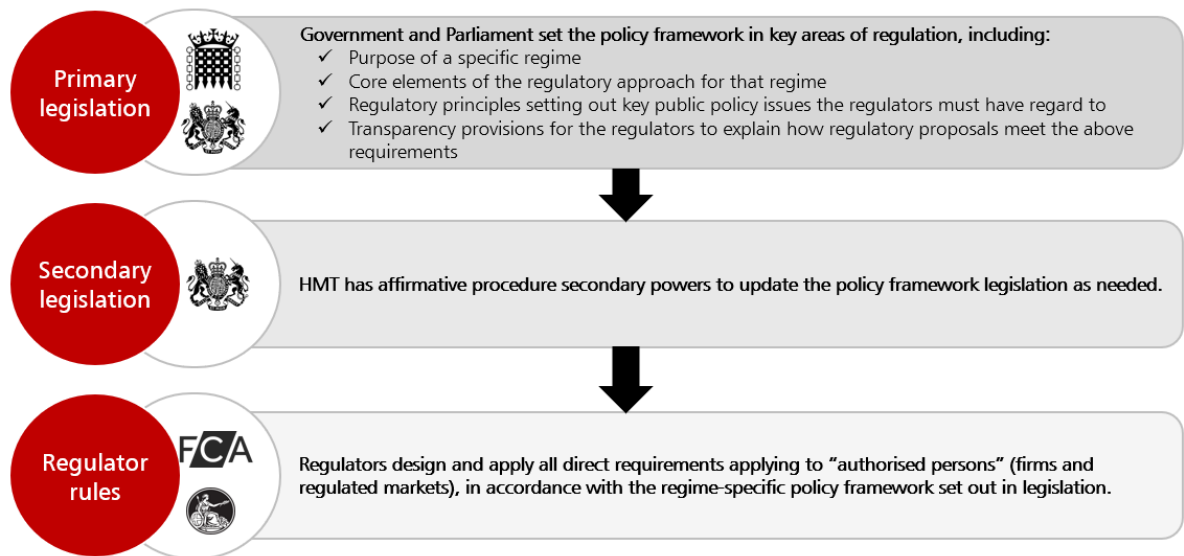 Primary
legislation
Government and Parliament set the policy framework in key areas of regulation, including:
✓ Purpose of a specific regime
✓ Core elements of the regulatory approach for that regime
✓ Regulatory principles setting out key public policy issues the regulators must have regard to
✓ Transparency provisions for the regulators to explain how regulatory proposals meet the above
requirements
Secondary
legislation
HMT has affirmative procedure secondary powers to update the policy framework legislation as needed.
Regulator
rules
FCA
Regulators design and apply all direct requirements applying to “authorised persons” (firms and
regulated markets), in accordance with the regime-specific policy framework set out in legislation.